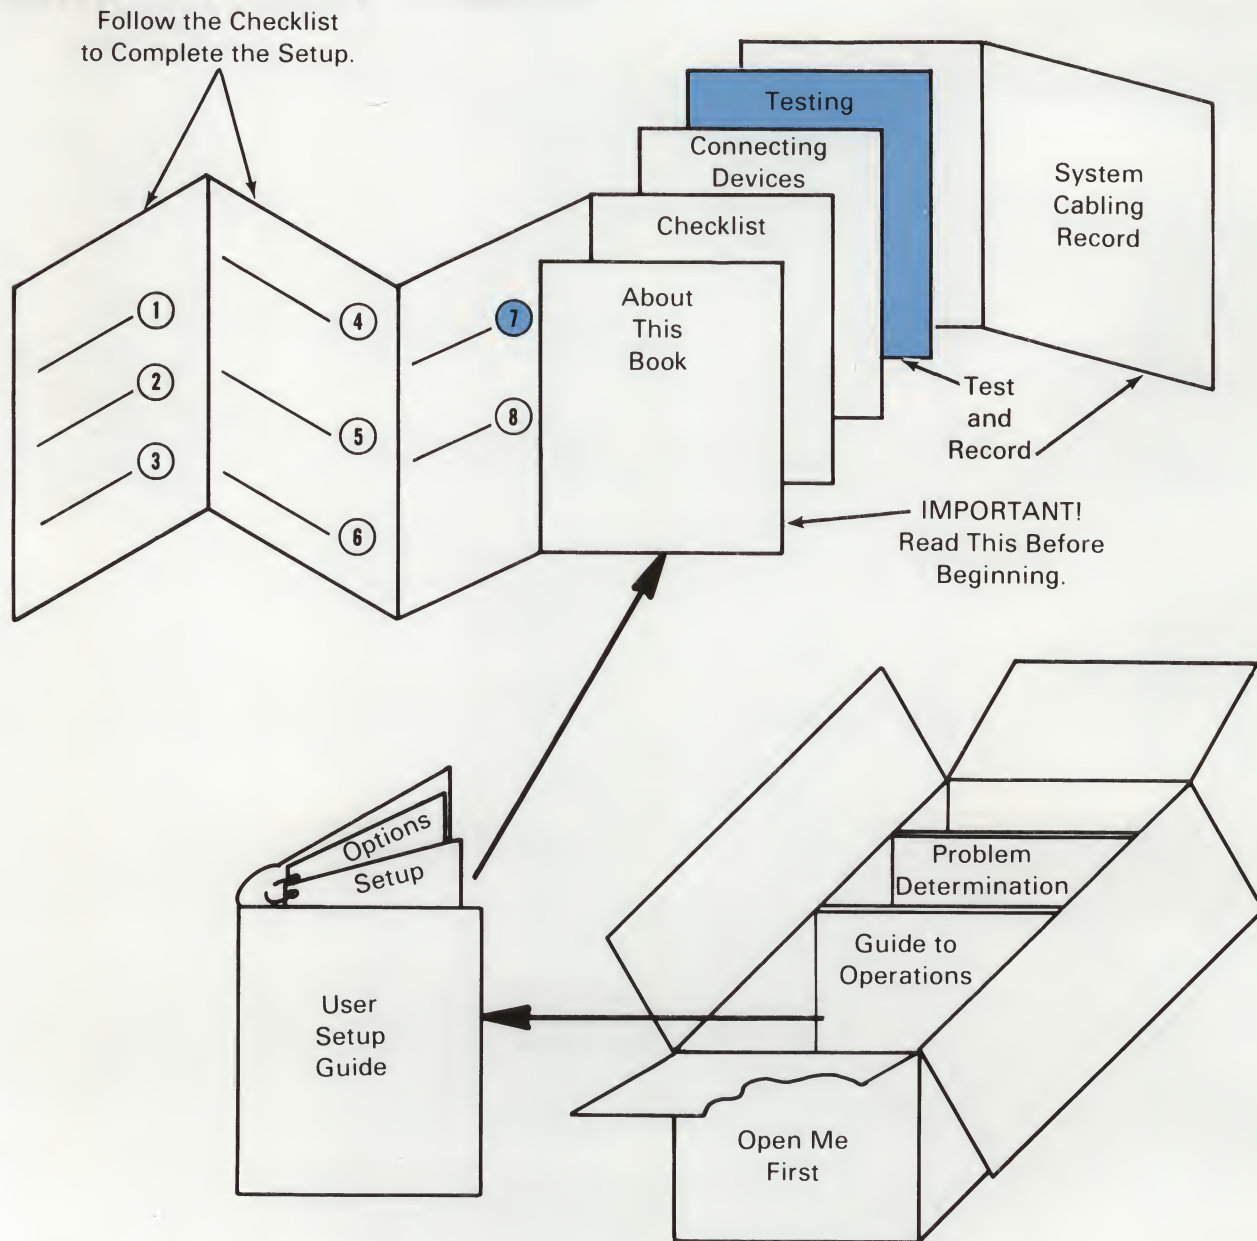 Follow the Checklist
to Complete the Setup.
Testing
Connecting
Devices
Checklist
About
This
Book
System
Cabling
Record
1
2
3
4
5
6
7
8
Test
and
Record
IMPORTANT!
Read This Before
Beginning.
Options
Setup
User
Setup
Guide
Problem
Determination
Guide to
Operations
Open Me
First